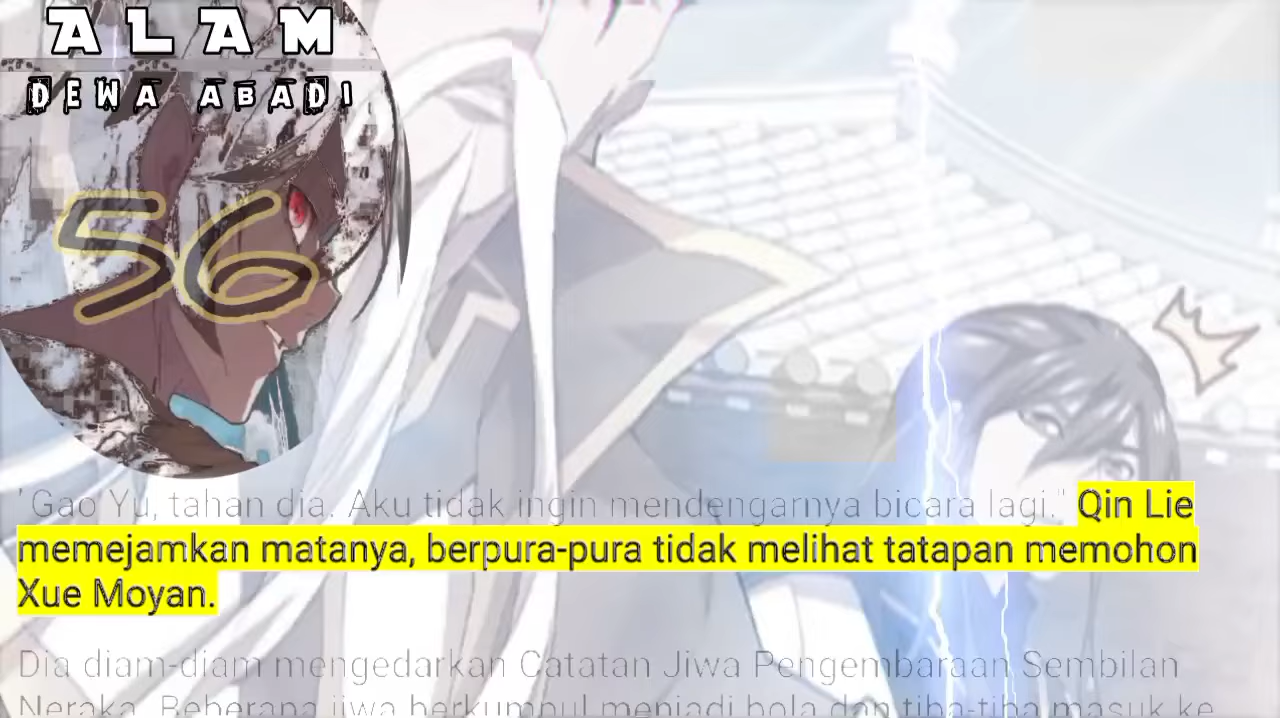 ALAM
DEWA ABADI
56
"Gao Yu, tahan dia. Aku tidak ingin mendengarnya bicara lagi." Qin Lie
memejamkan matanya, berpura-pura tidak melihat tatapan memohon
Xue Moyan.
Dia diam-diam mengedarkan Catatan Jiwa Pengembaraan Sembilan
Neraka. Beberapa jiwa berkumpul menjadi bola dan tiba-tiba masuk ke